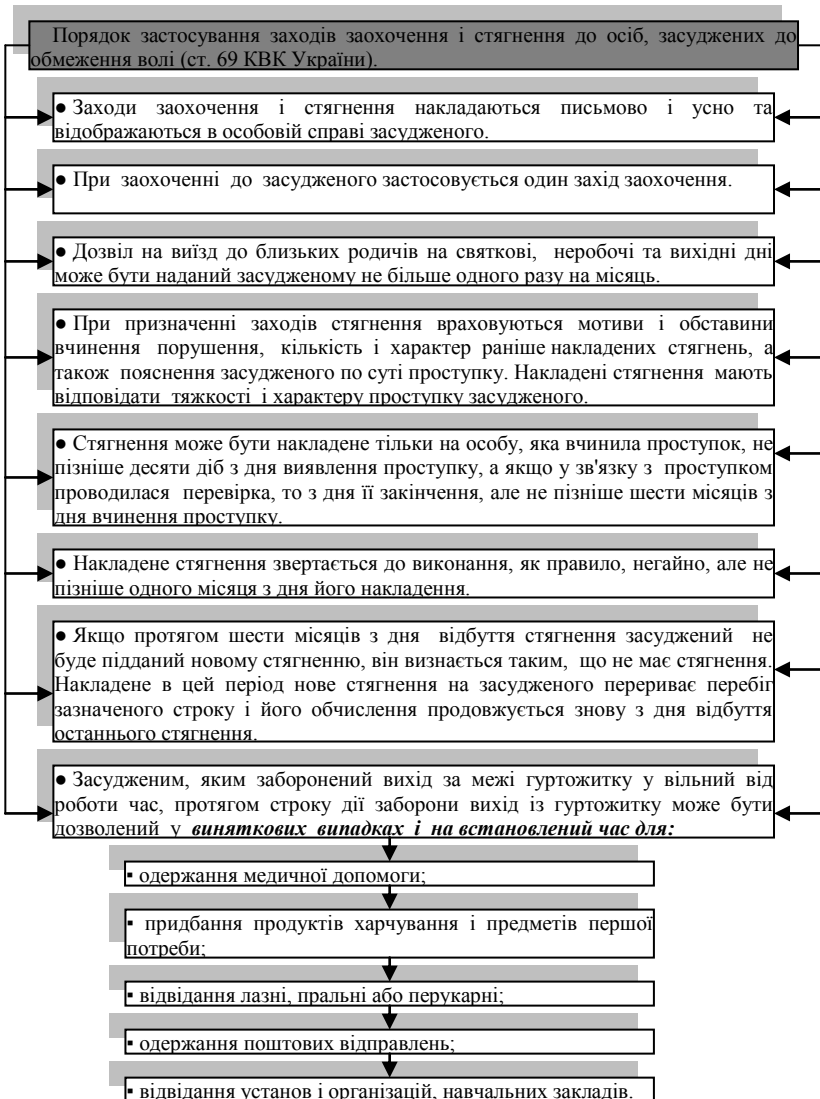 Порядок застосування заходів заохочення і стягнення до осіб, засуджених до
обмеження волі (ст. 69 КВК України).
● Заходи заохочення і стягнення накладаються письмово і усно та
відображаються в особовій справі засудженого.
● При заохоченні до засудженого застосовується один захід заохочення.
● Дозвіл на виїзд до близьких родичів на святкові, неробочі та вихідні дні
може бути наданий засудженому не більше одного разу на місяць.
● При призначенні заходів стягнення враховуються мотиви і обставини
вчинення порушення, кількість і характер раніше накладених стягнень, а
також пояснення засудженого по суті проступку. Накладені стягнення мають
відповідати тяжкості і характеру проступку засудженого.
● Стягнення може бути накладене тільки на особу, яка вчинила проступок, не
пізніше десяти діб з дня виявлення проступку, а якщо у зв'язку з проступком
проводилася перевірка, то з дня її закінчення, але не пізніше шести місяців з
дня вчинення проступку.
● Накладене стягнення звертається до виконання, як правило, негайно, але не
пізніше одного місяця з дня його накладення.
● Якщо протягом шести місяців з дня відбуття стягнення засуджений не
буде підданий новому стягненню, він визнається таким, що не має стягнення.
Накладене в цей період нове стягнення на засудженого перериває перебіг
зазначеного строку і його обчислення продовжується знову з дня відбуття
останнього стягнення.
● Засудженим, яким заборонений вихід за межі гуртожитку у вільний від
роботи час, протягом строку дії заборони вихід із гуртожитку може бути
дозволений у виняткових випадках і на встановлений час для:
▪ одержання медичної допомоги;
▪ придбання продуктів харчування і предметів першої
потреби;
▪ відвідання лазні, пральні або перукарні;
▪ одержання поштових відправлень;
▪ відвідання установ і організацій, навчальних закладів.